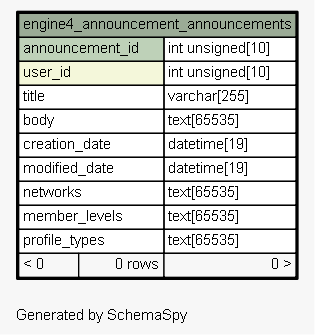 engine4_announcement_announcements
announcement_id int unsigned[10]
user_id int unsigned[10]
title varchar[255]
body text[65535]
creation_date datetime[19]
modified_date datetime[19]
networks text[65535]
member_levels text[65535]
profile_types text[65535]
< 0 0 rows 0 >
Generated by SchemaSpy